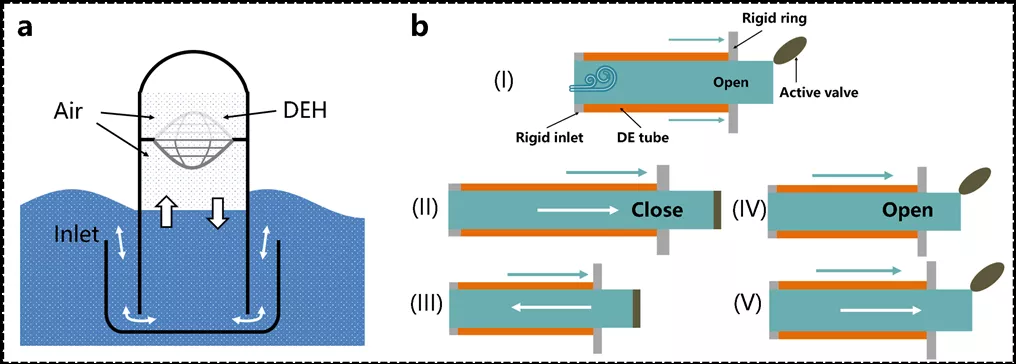 a
Air
DEH
Inlet
b
Rigid ring
(I)
Open
Active valve
Rigid inlet
DE tube
(II)
Close
(IV)
Open
(III)
(V)